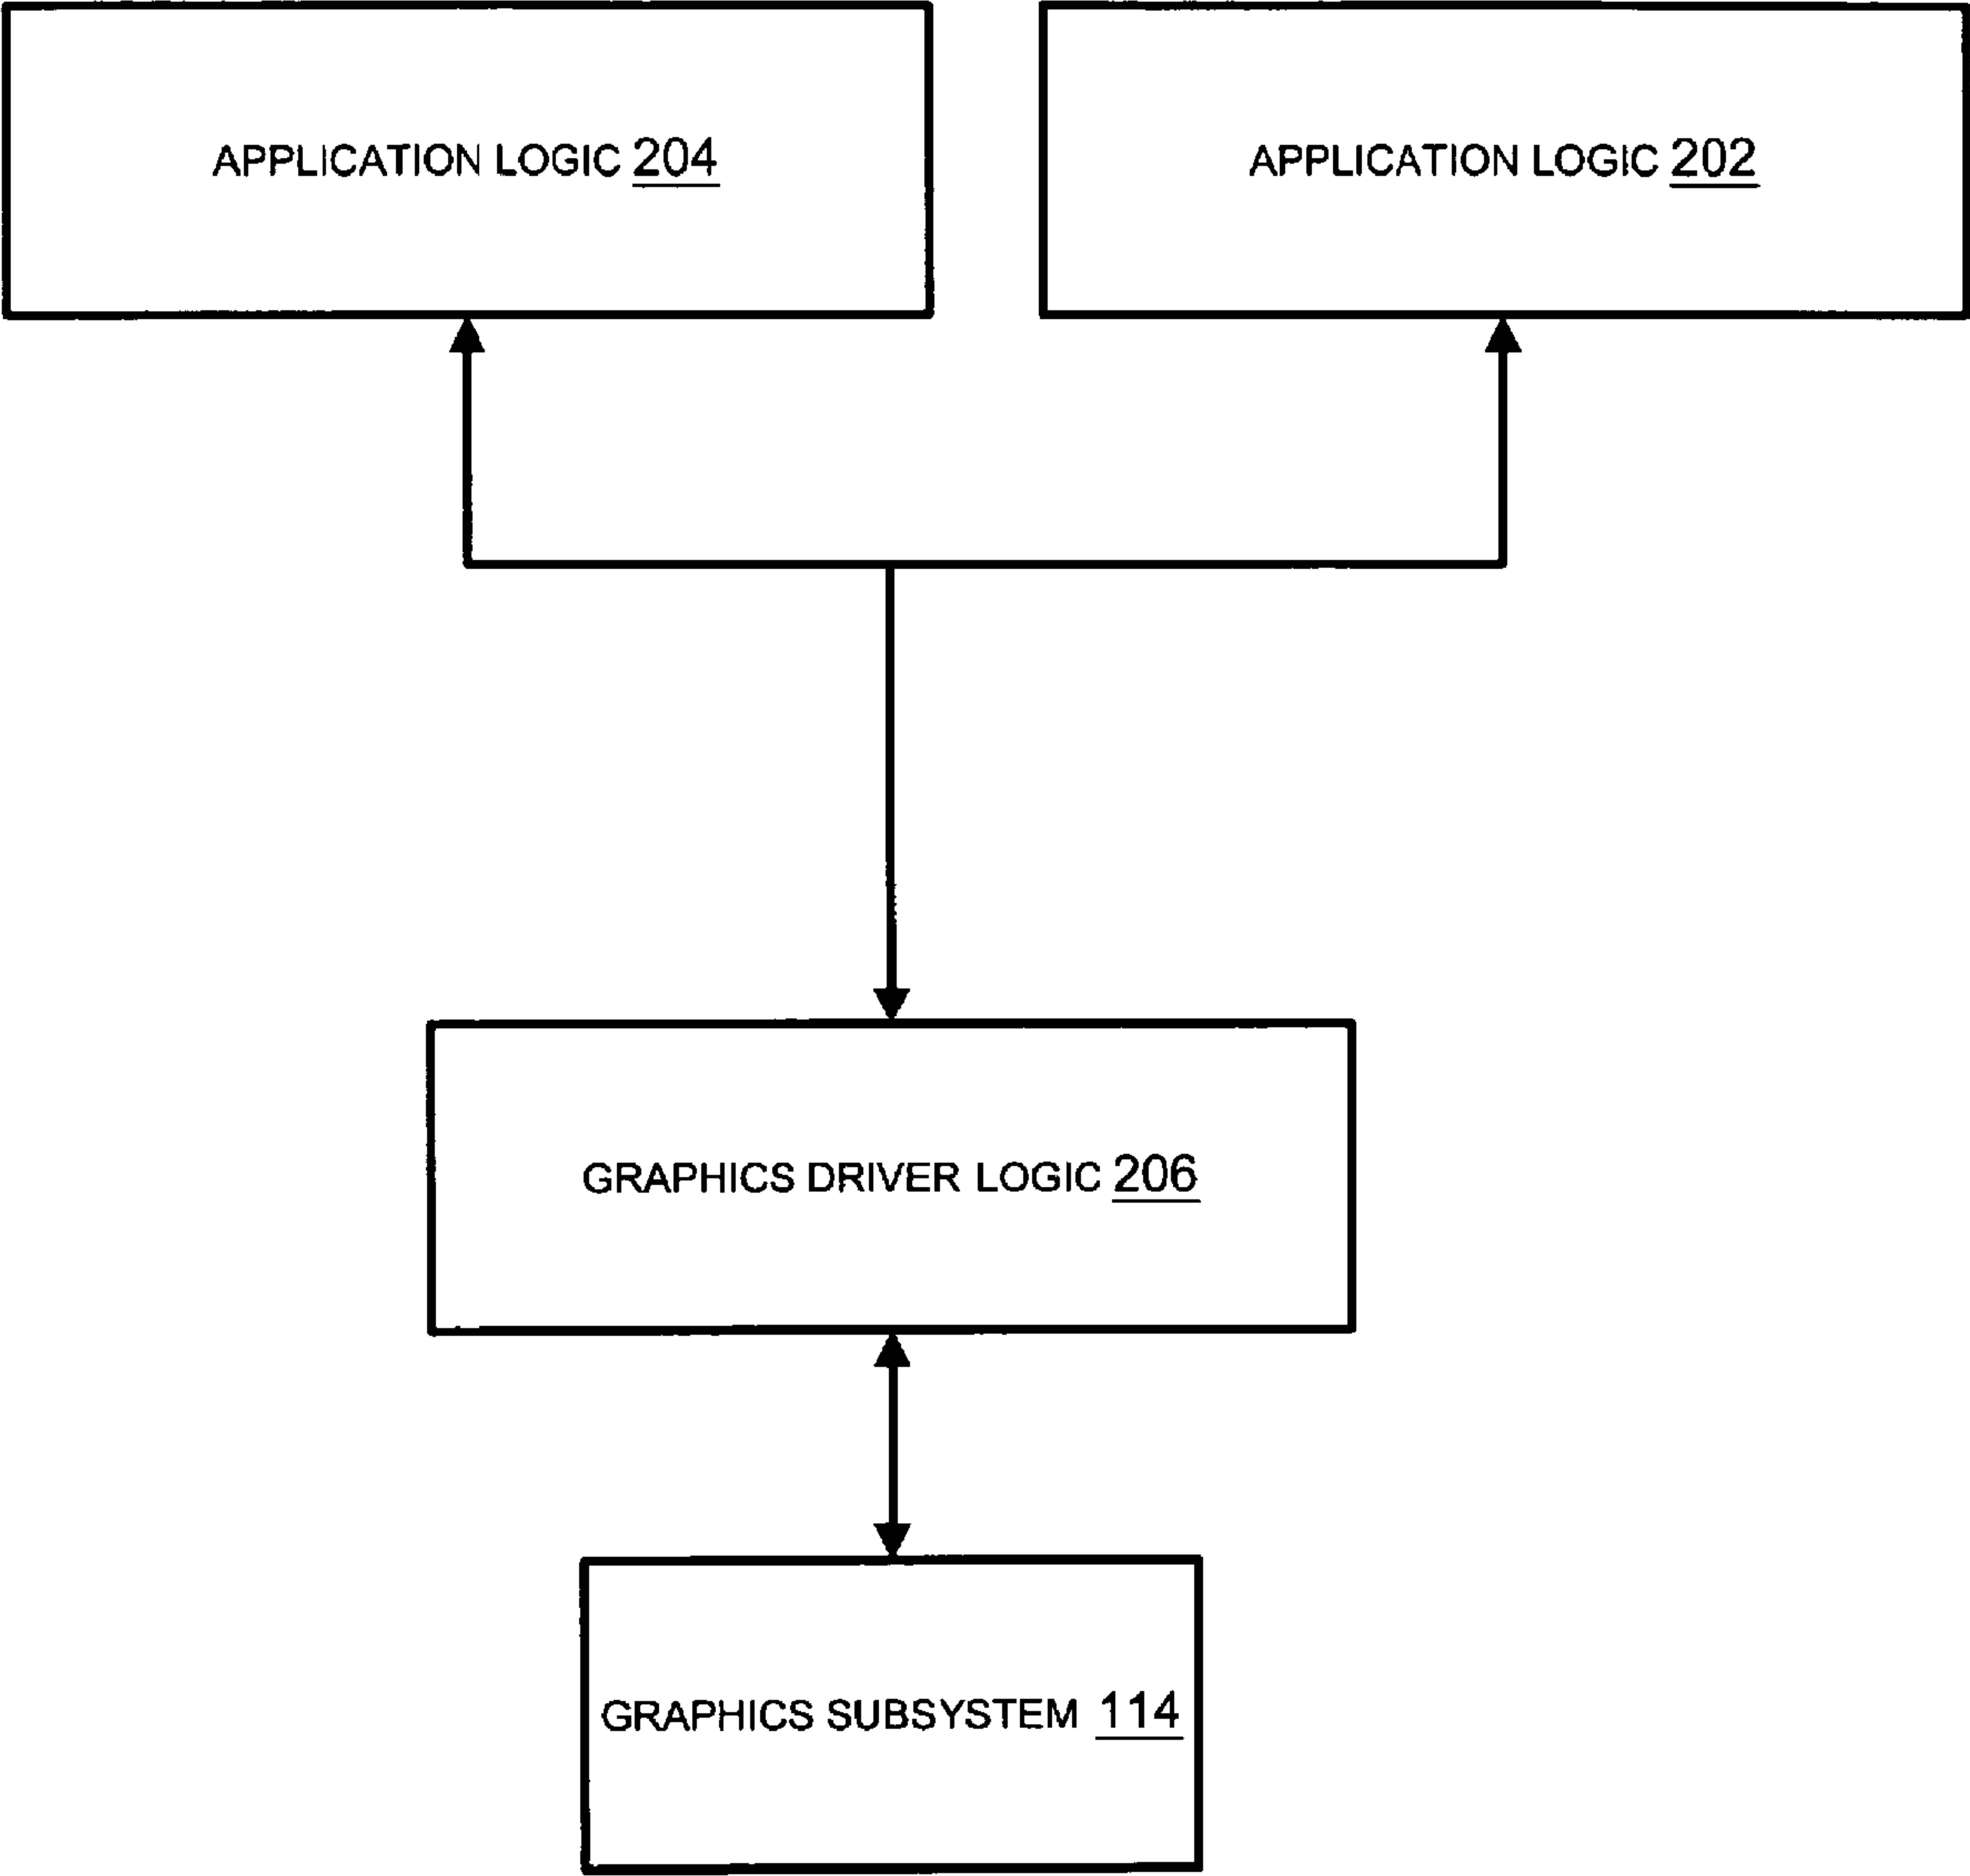 APPLICATION LOGIC 204
APPLICATION LOGIC 202
GRAPHICS DRIVER LOGIC 206
GRAPHICS SUBSYSTEM 114